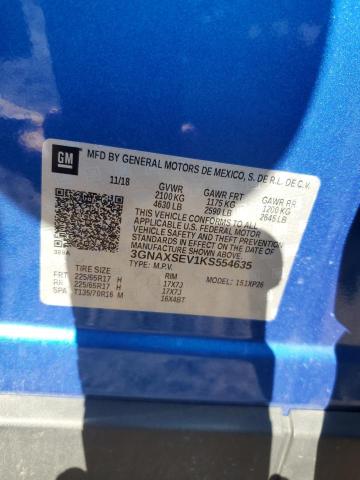 GM
MFD BY GENERAL MOTORS DE MEXICO, S. DE R.L. DE C.V.
11/18 GVWR GAWR FRT GAWR RR
2100 KG 1175 KG 1200 KG
4630 LB 2590 LB 2645 LB
THIS VEHICLE CONFORMS TO ALL
APPLICABLE U.S. FEDERAL MOTOR
VEHICLE SAFETY AND THEFT PREVENTION
STANDARDS IN EFFECT ON THE DATE OF
MANUFACTURE SHOWN ABOVE.
3GNAXSEV1KS554635
TYPE: M.P.V.
TIRE SIZE RIM MODEL: 1S1XP26
FRT 225/65R17 H 17X7J
RR 225/65R17 H 17X7J
SPA T135/70R16 M 16X4BT